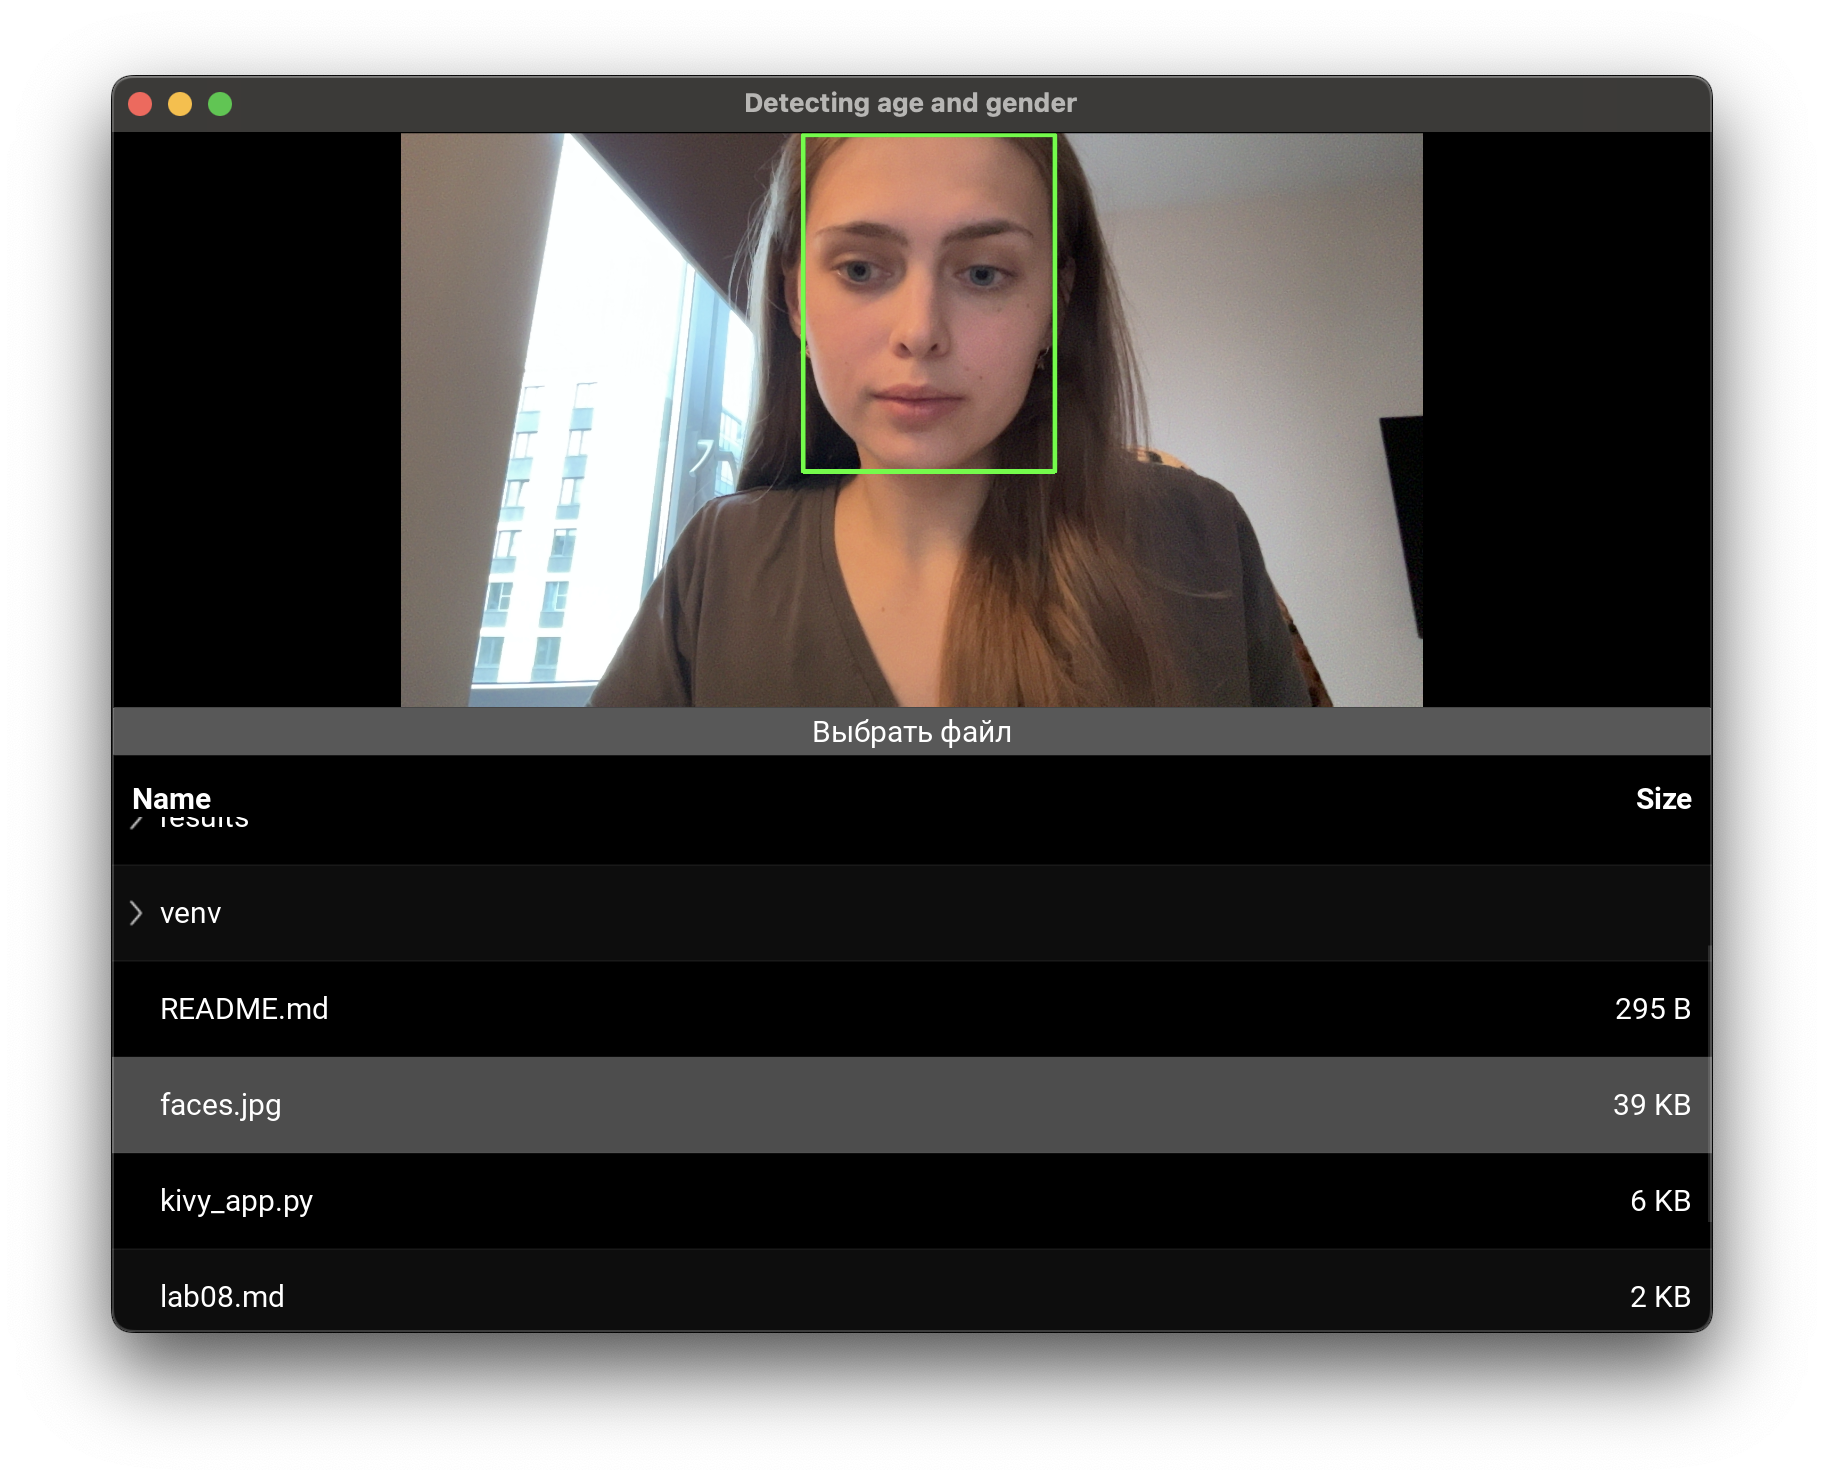 Detecting age and gender
Выбрать файл
Name Size
results
venv
README.md 295 B
faces.jpg 39 KB
kivy_app.py 6 KB
lab08.md 2 KB